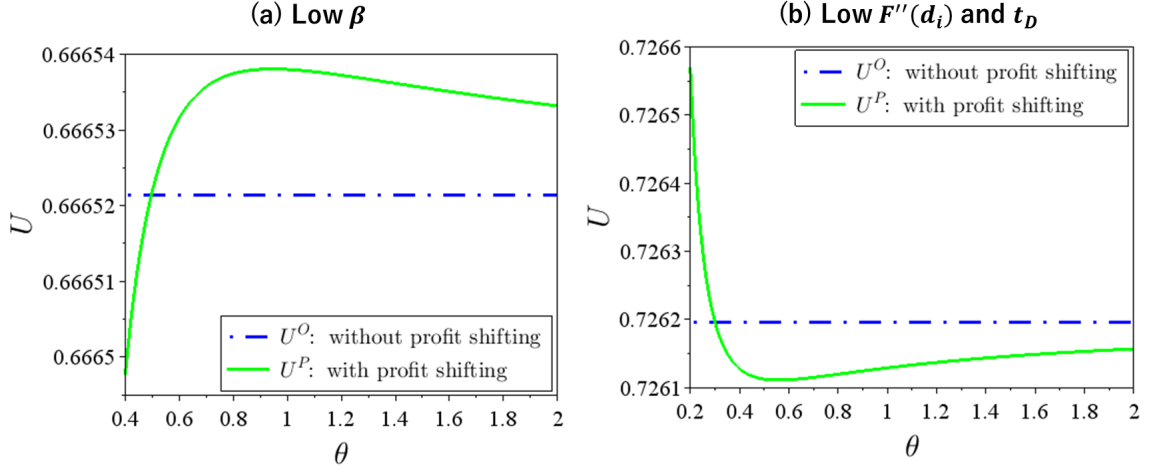 (a) Low β
0.66654
0.66653
0.66652
0.66651
0.6665
U
U^O: without profit shifting
U^P: with profit shifting
0.4 0.6 0.8 1 1.2 1.4 1.6 1.8 2
θ
(b) Low F''(d_i) and t_D
0.7266
0.7265
0.7264
0.7263
0.7262
0.7261
U
U^O: without profit shifting
U^P: with profit shifting
0.2 0.4 0.6 0.8 1 1.2 1.4 1.6 1.8 2
θ